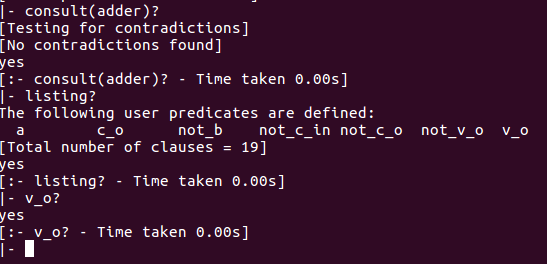 |- consult(adder)?
[Testing for contradictions]
[No contradictions found]
yes
[:- consult(adder)? - Time taken 0.00s]
|- listing?
The following user predicates are defined:
a c_o not_b not_c_in not_c_o not_v_o v_o
[Total number of clauses = 19]
yes
[:- listing? - Time taken 0.00s]
|- v_o?
yes
[:- v_o? - Time taken 0.00s]
|-